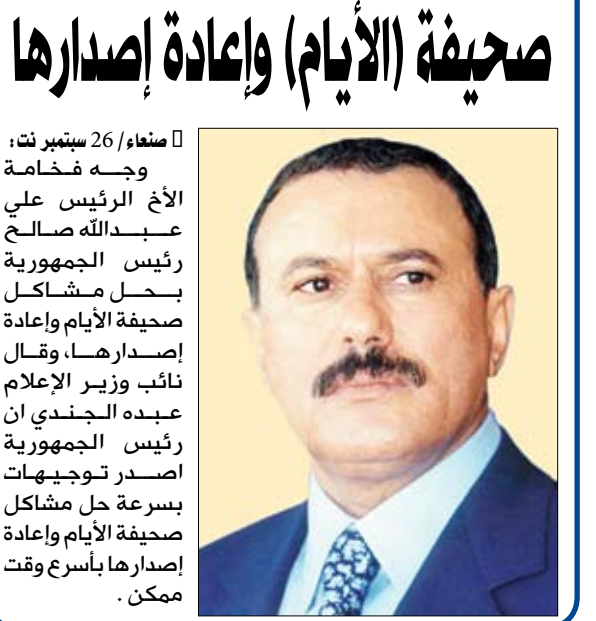 صحيفة (الأيام) وإعادة إصدارها
صنعاء/ 26 سبتمبر نت:
وجه فخامة
الأخ الرئيس علي
عبدالله صالح
رئيس الجمهورية
بحل مشاكل
صحيفة الأيام وإعادة
إصدارها، وقال
نائب وزير الإعلام
عبده الجندي ان
رئيس الجمهورية
اصدر توجيهات
بسرعة حل مشاكل
صحيفة الأيام وإعادة
إصدارها بأسرع وقت
ممكن .